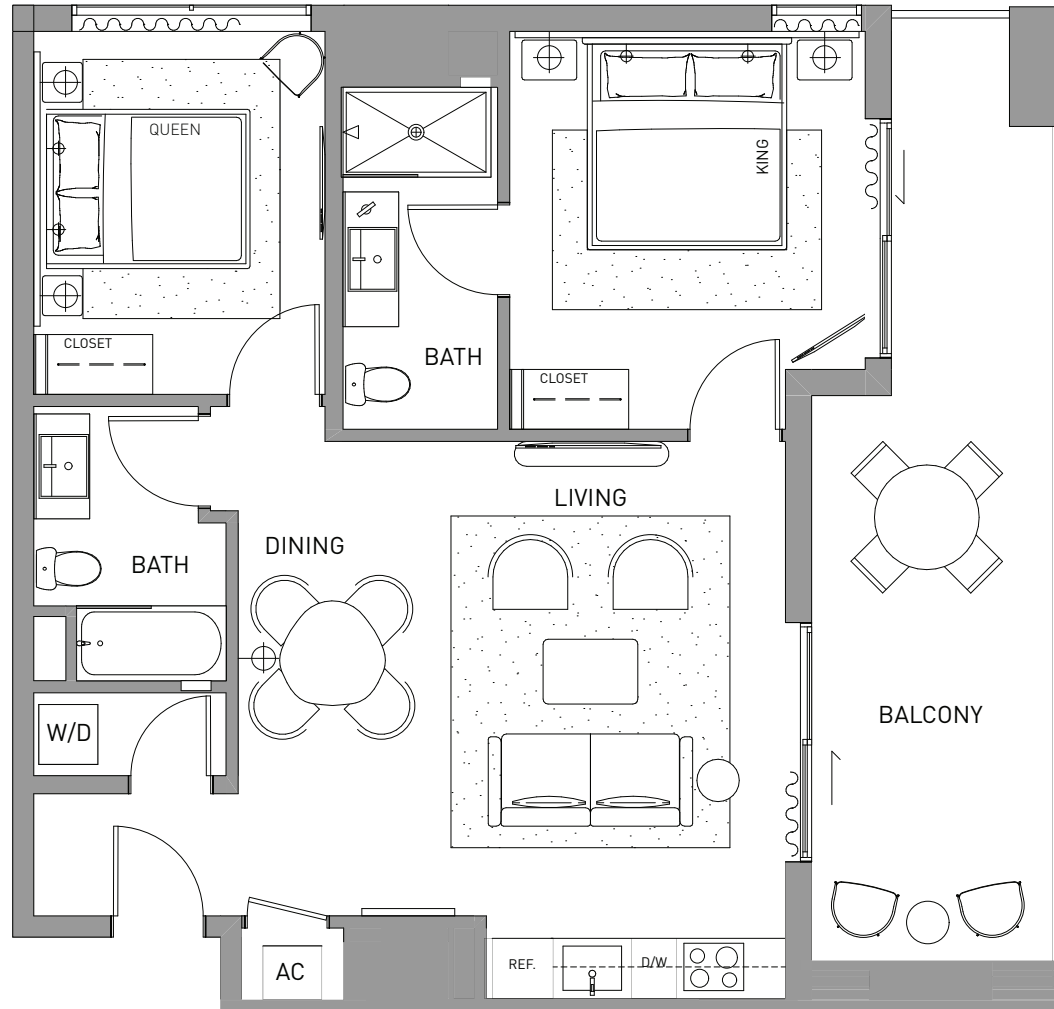 QUEEN
KING
CLOSET
BATH
CLOSET
LIVING
DINING
BATH
BALCONY
W/D
REF.
D/W
AC